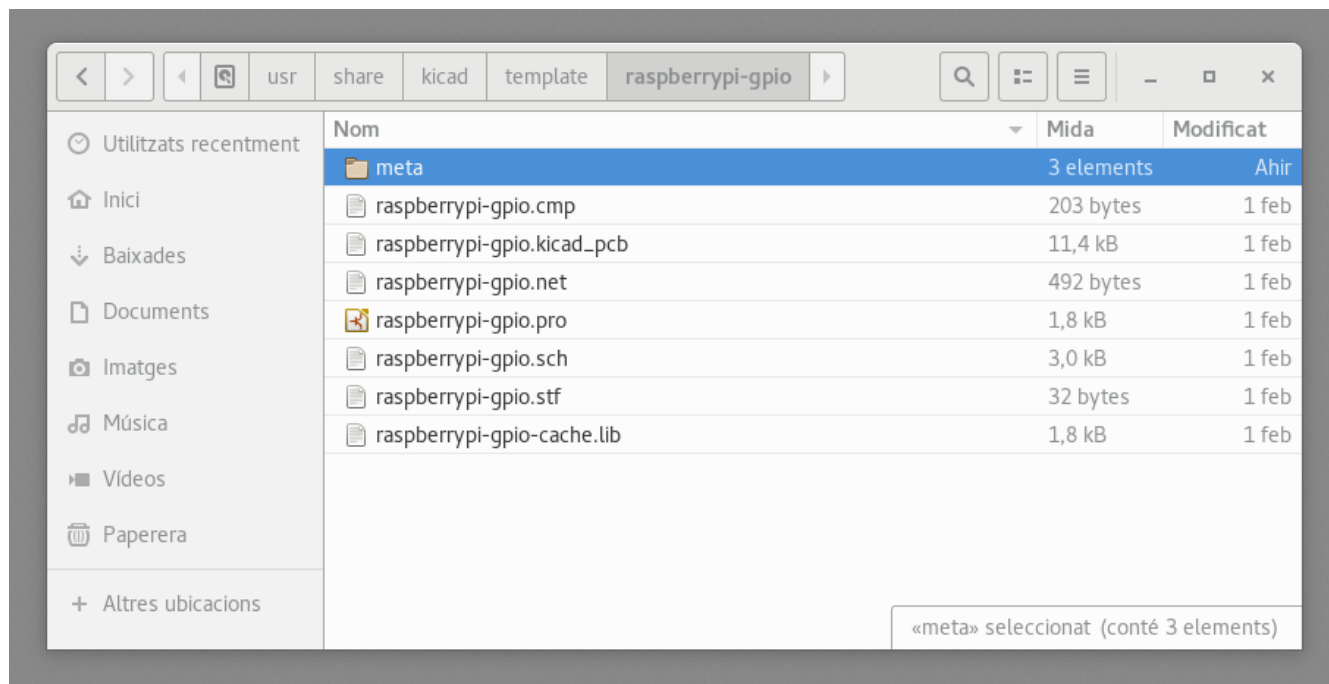 usr share kicad template raspberrypi-gpio
Utilitzats recentment
Inici
Baixades
Documents
Imatges
Música
Vídeos
Paperera
Altres ubicacions
Nom Mida Modificat
meta 3 elements Ahir
raspberrypi-gpio.cmp 203 bytes 1 feb
raspberrypi-gpio.kicad_pcb 11,4 kB 1 feb
raspberrypi-gpio.net 492 bytes 1 feb
raspberrypi-gpio.pro 1,8 kB 1 feb
raspberrypi-gpio.sch 3,0 kB 1 feb
raspberrypi-gpio.stf 32 bytes 1 feb
raspberrypi-gpio-cache.lib 1,8 kB 1 feb
«meta» seleccionat (conté 3 elements)